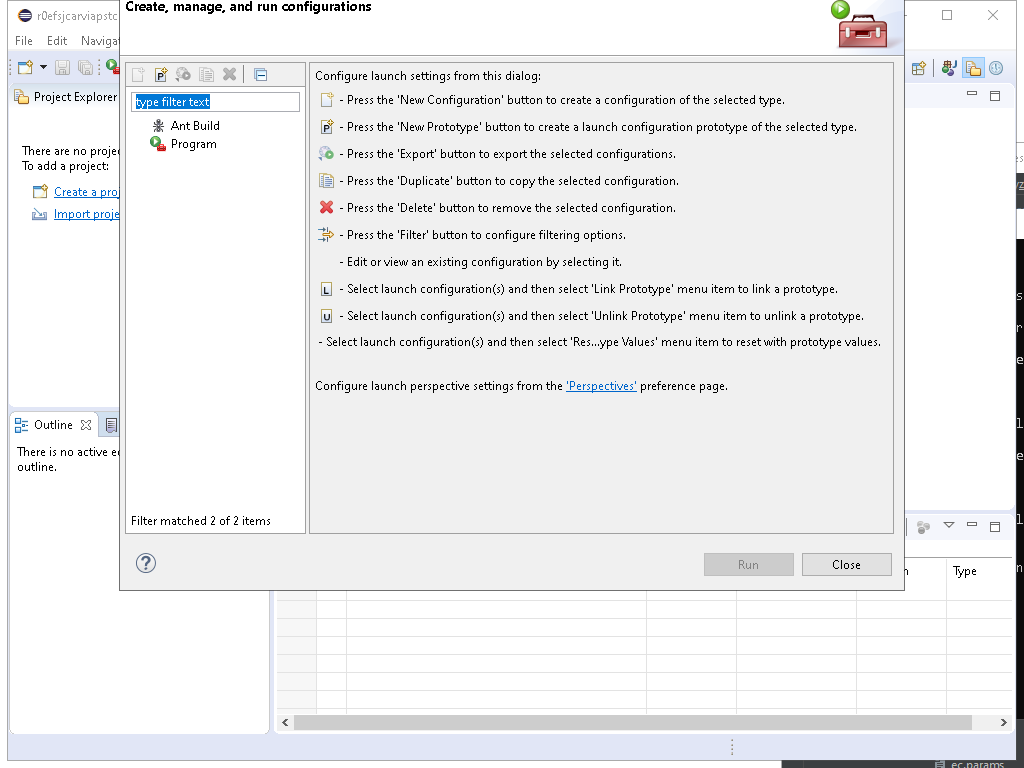 Create, manage, and run configurations
r0efsjcarviapstc
File Edit Naviga
type filter text
Ant Build
Program
Filter matched 2 of 2 items
Configure launch settings from this dialog:
- Press the 'New Configuration' button to create a configuration of the selected type.
- Press the 'New Prototype' button to create a launch configuration prototype of the selected type.
- Press the 'Export' button to export the selected configurations.
- Press the 'Duplicate' button to copy the selected configuration.
- Press the 'Delete' button to remove the selected configuration.
- Press the 'Filter' button to configure filtering options.
- Edit or view an existing configuration by selecting it.
- Select launch configuration(s) and then select 'Link Prototype' menu item to link a prototype.
- Select launch configuration(s) and then select 'Unlink Prototype' menu item to unlink a prototype.
- Select launch configuration(s) and then select 'Res...ype Values' menu item to reset with prototype values.
Configure launch perspective settings from the 'Perspectives' preference page.
Run
Close
Project Explorer
There are no projec
To add a project:
Create a proj
Import proje
Outline
There is no active e
outline.
Type
ec.params